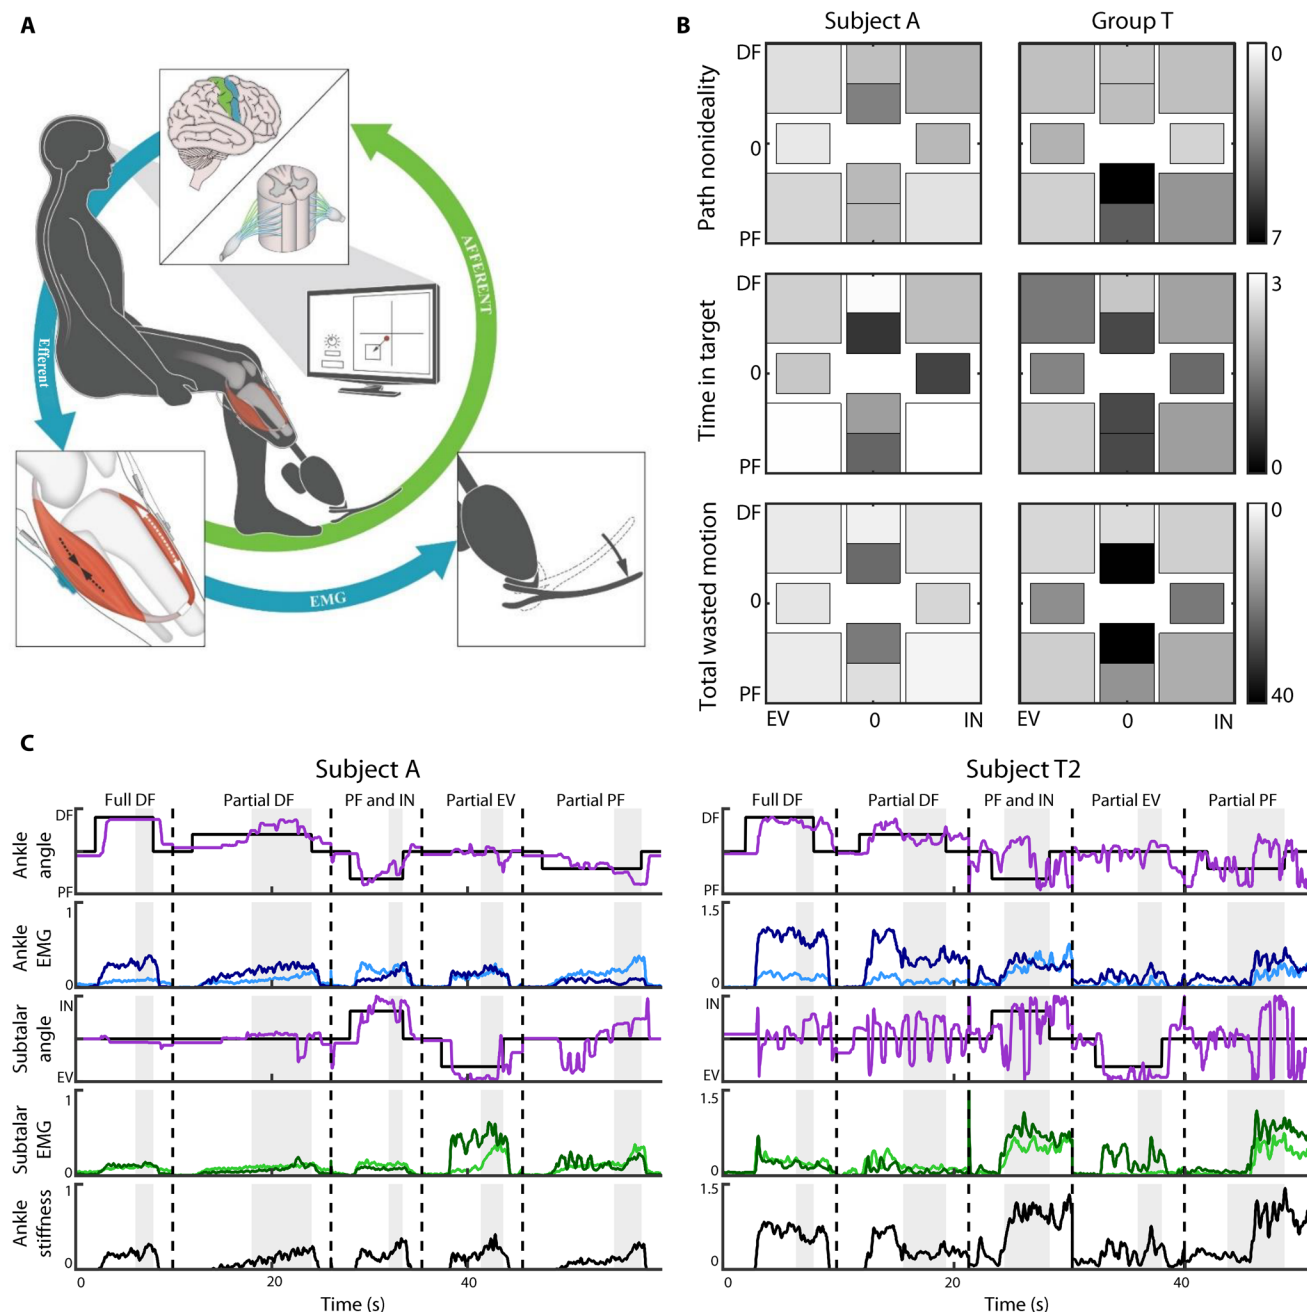 A
AFFERENT
Efferent
EMG
B
Subject A
Group T
Path nonideality
DF
0
PF
0
7
Time in target
DF
0
PF
3
0
Total wasted motion
DF
0
PF
0
40
EV
0
IN
EV
0
IN
C
Subject A
Full DF
Partial DF
PF and IN
Partial EV
Partial PF
Ankle
angle
DF
PF
Ankle
EMG
1
0
Subtalar
angle
IN
EV
Subtalar
EMG
1
0
Ankle
stiffness
1
0
0
20
40
Time (s)
Subject T2
Full DF
Partial DF
PF and IN
Partial EV
Partial PF
DF
PF
1.5
0
IN
EV
1.5
0
1.5
0
0
20
40
Time (s)